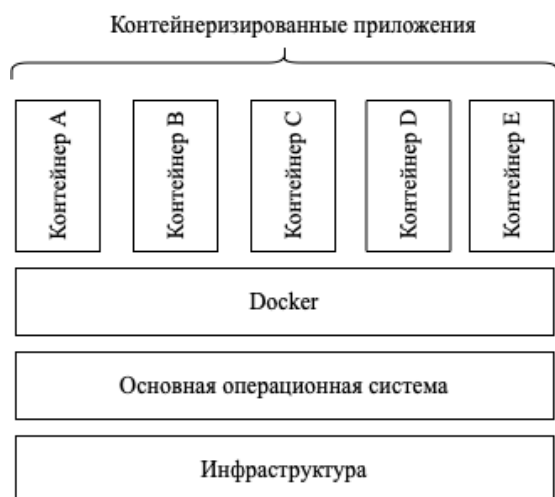 Контейнеризированные приложения
Контейнер A
Контейнер B
Контейнер C
Контейнер D
Контейнер E
Docker
Основная операционная система
Инфраструктура